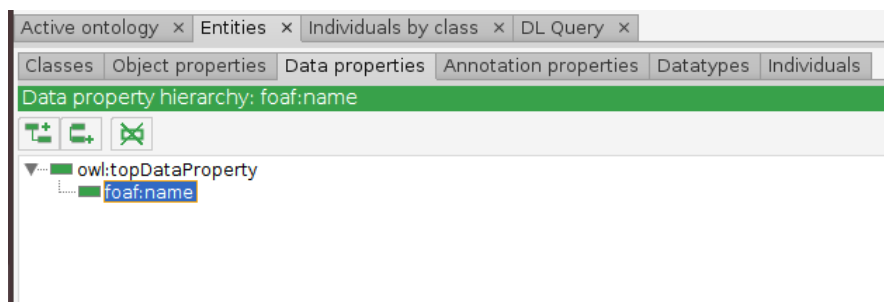 Active ontology × Entities × Individuals by class × DL Query ×
Classes Object properties Data properties Annotation properties Datatypes Individuals
Data property hierarchy: foaf:name
owl:topDataProperty
foaf:name